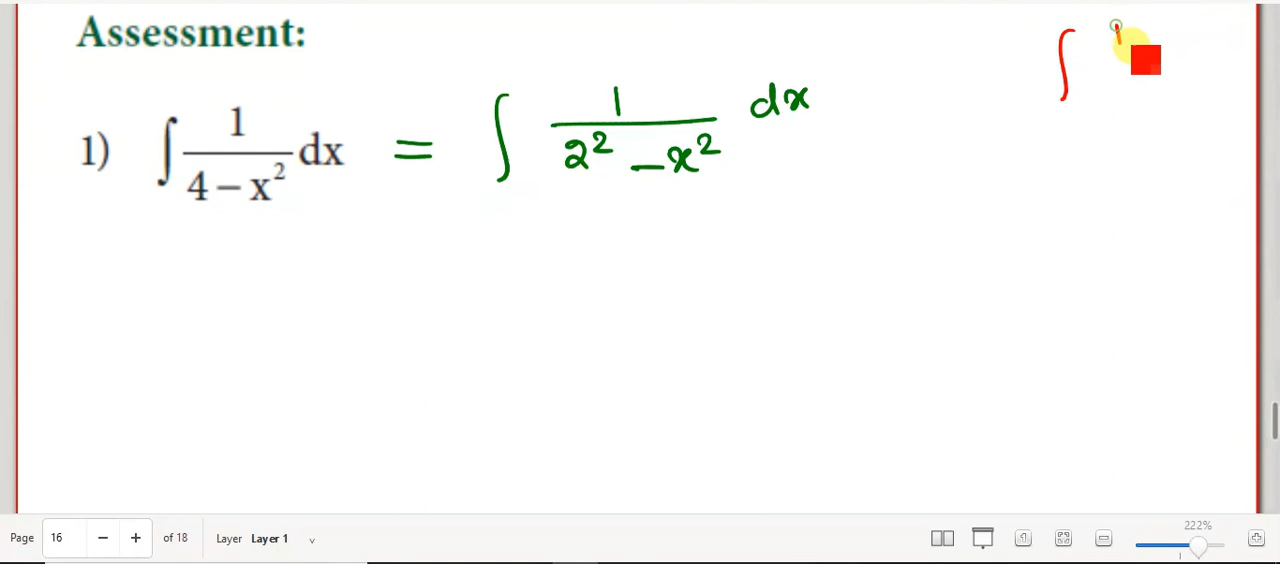 Assessment:
∫ 1
1) ∫ 1/(4 – x²) dx = ∫ 1/(2² – x²) dx
Page 16 – + of 18 Layer Layer 1 222%